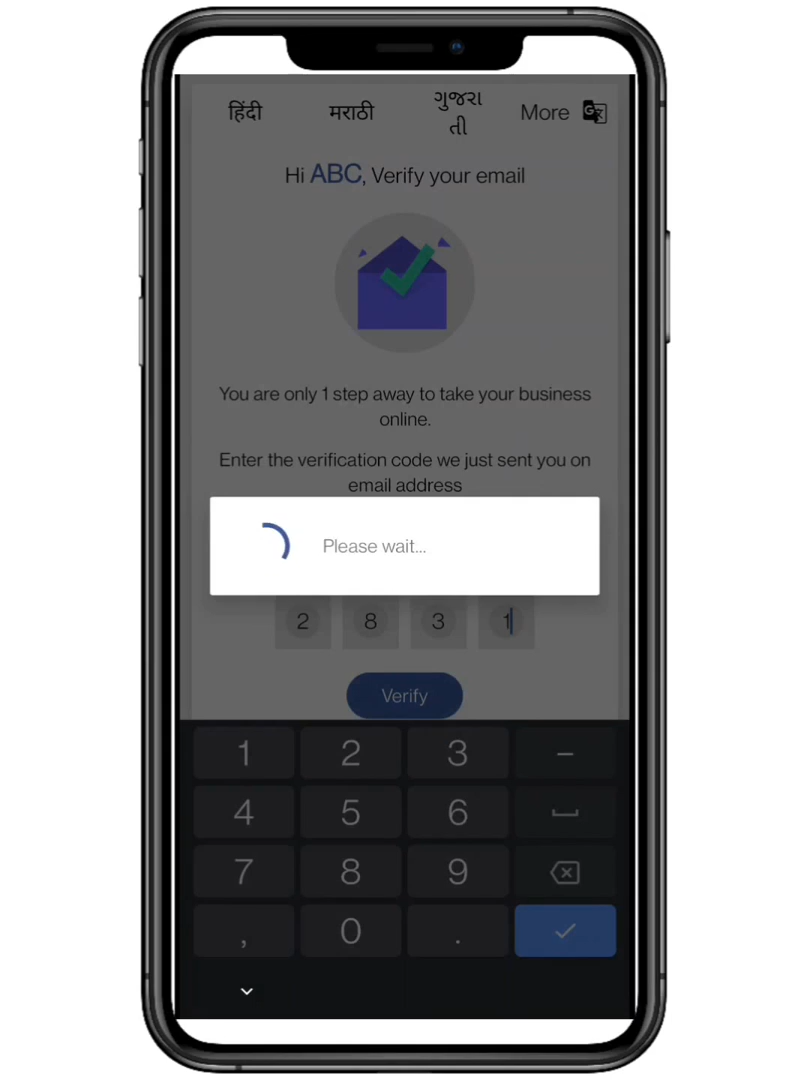 हिंदी मराठी ગુજરા
તી More
Hi ABC, Verify your email
You are only 1 step away to take your business
online.
Enter the verification code we just sent you on
email address
Please wait...
2 8 3 1
Verify
1 2 3 –
4 5 6
7 8 9
, 0 .